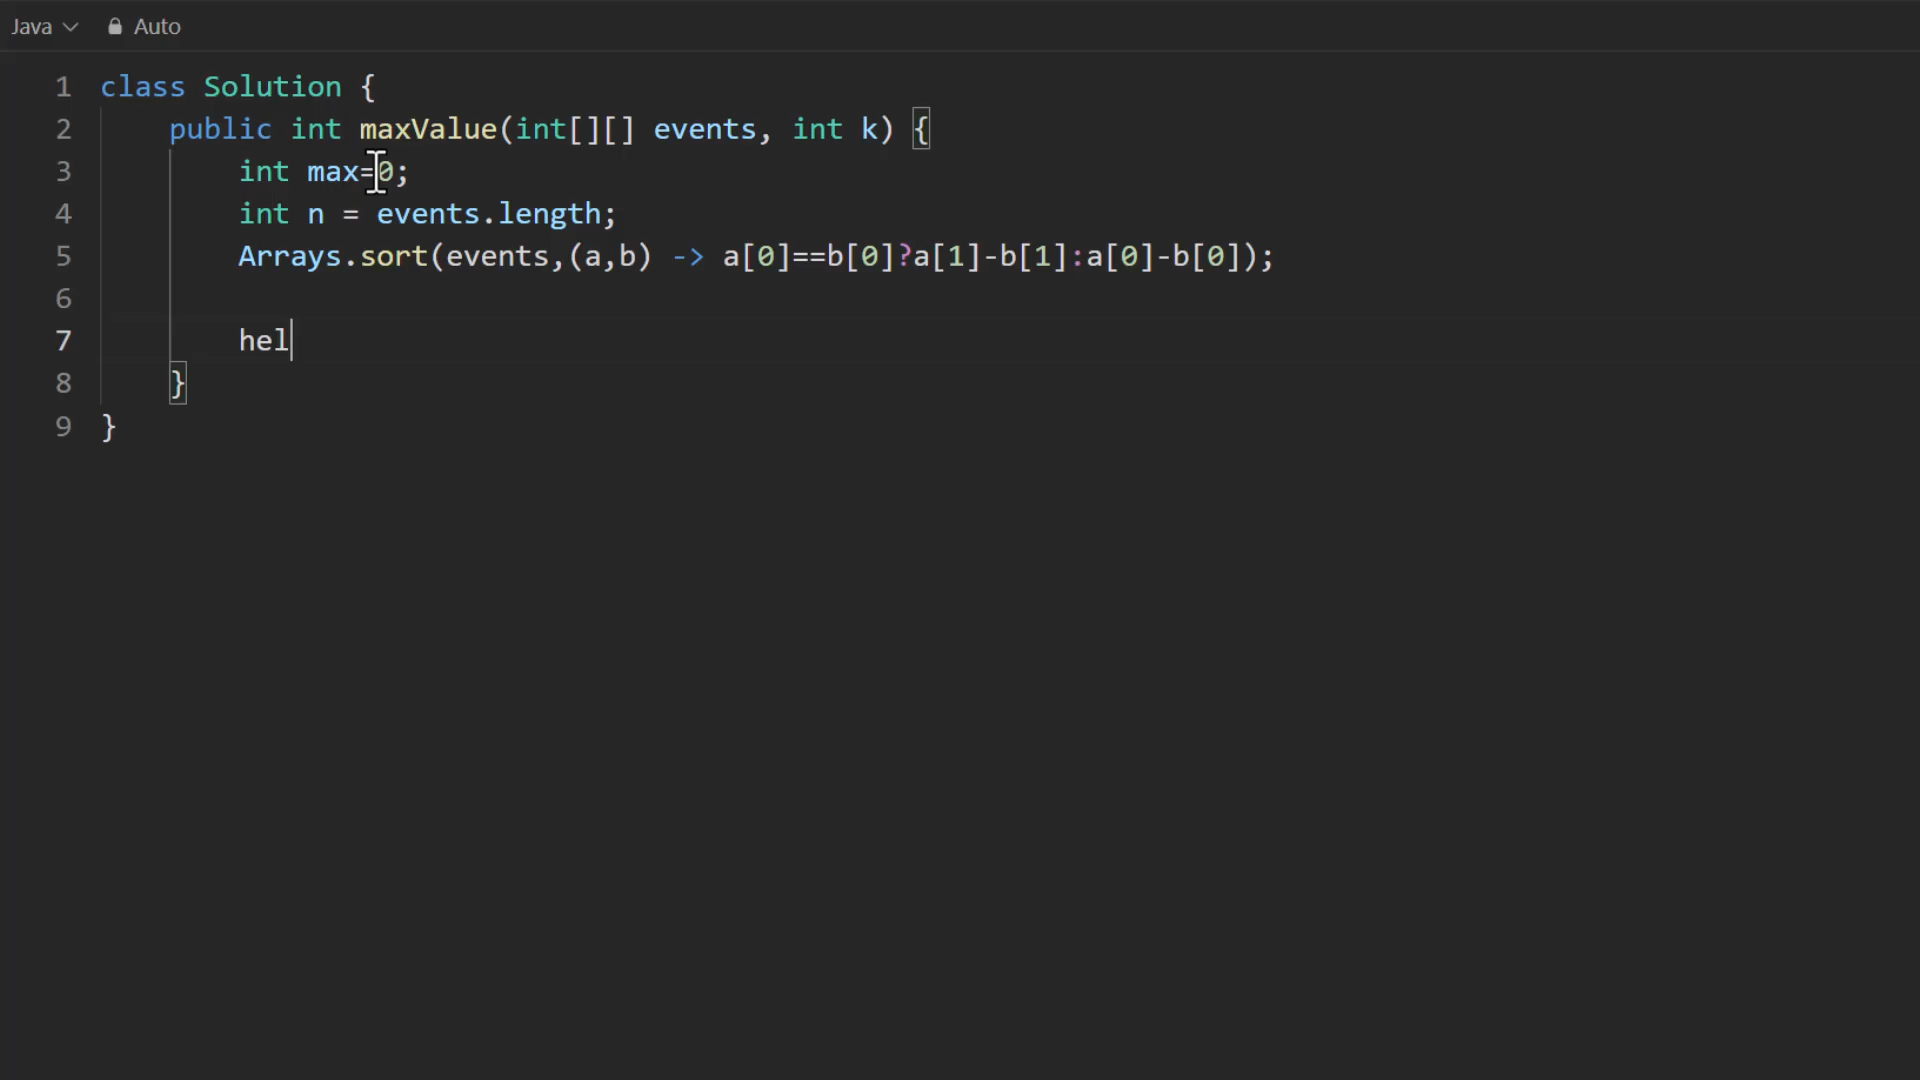 Java Auto
1 class Solution {
2 public int maxValue(int[][] events, int k) {
3 int max=0;
4 int n = events.length;
5 Arrays.sort(events,(a,b) -> a[0]==b[0]?a[1]-b[1]:a[0]-b[0]);
6
7 hel
8 }
9 }